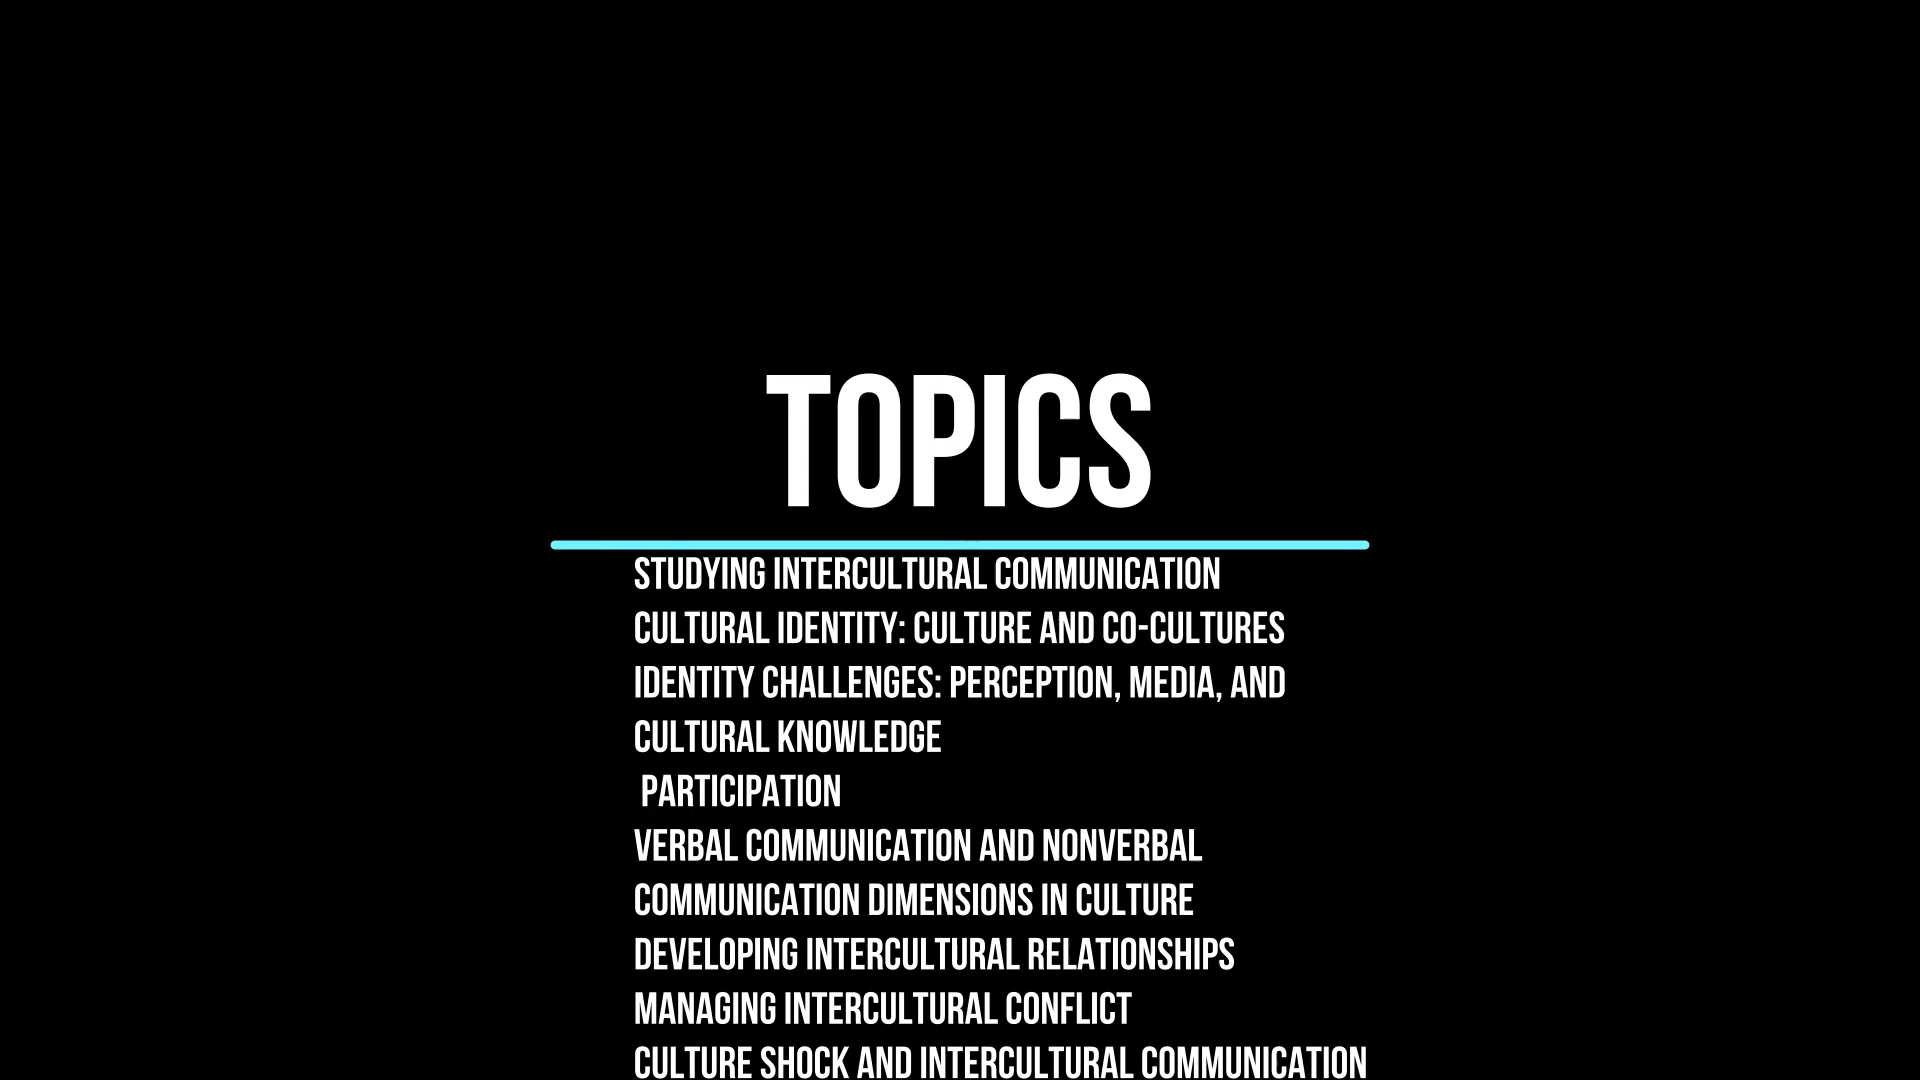 TOPICS
STUDYING INTERCULTURAL COMMUNICATION
CULTURAL IDENTITY: CULTURE AND CO-CULTURES
IDENTITY CHALLENGES: PERCEPTION, MEDIA, AND
CULTURAL KNOWLEDGE
PARTICIPATION
VERBAL COMMUNICATION AND NONVERBAL
COMMUNICATION DIMENSIONS IN CULTURE
DEVELOPING INTERCULTURAL RELATIONSHIPS
MANAGING INTERCULTURAL CONFLICT
CULTURE SHOCK AND INTERCULTURAL COMMUNICATION